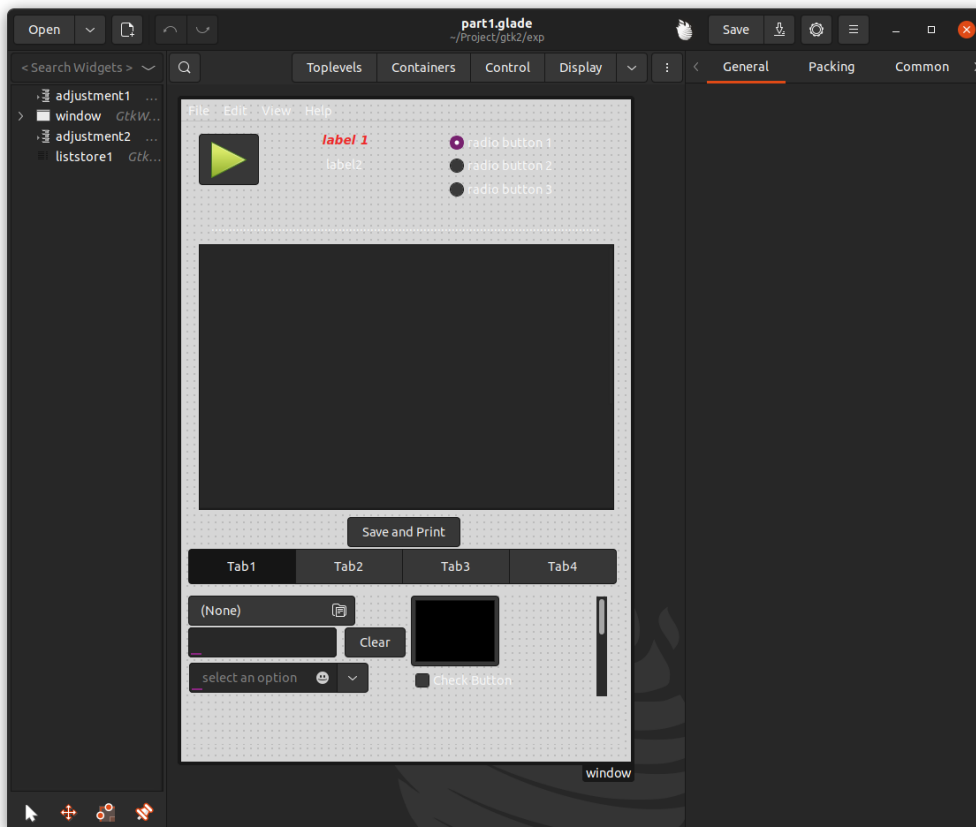 Open
part1.glade
~/Project/gtk2/exp
Save
<Search Widgets>
Toplevels
Containers
Control
Display
General
Packing
Common
adjustment1 ...
window GtkW...
adjustment2 ...
liststore1 Gtk...
File Edit View Help
label 1
label2
radio button 1
radio button 2
radio button 3
Save and Print
Tab1
Tab2
Tab3
Tab4
(None)
Clear
select an option
Check Button
window